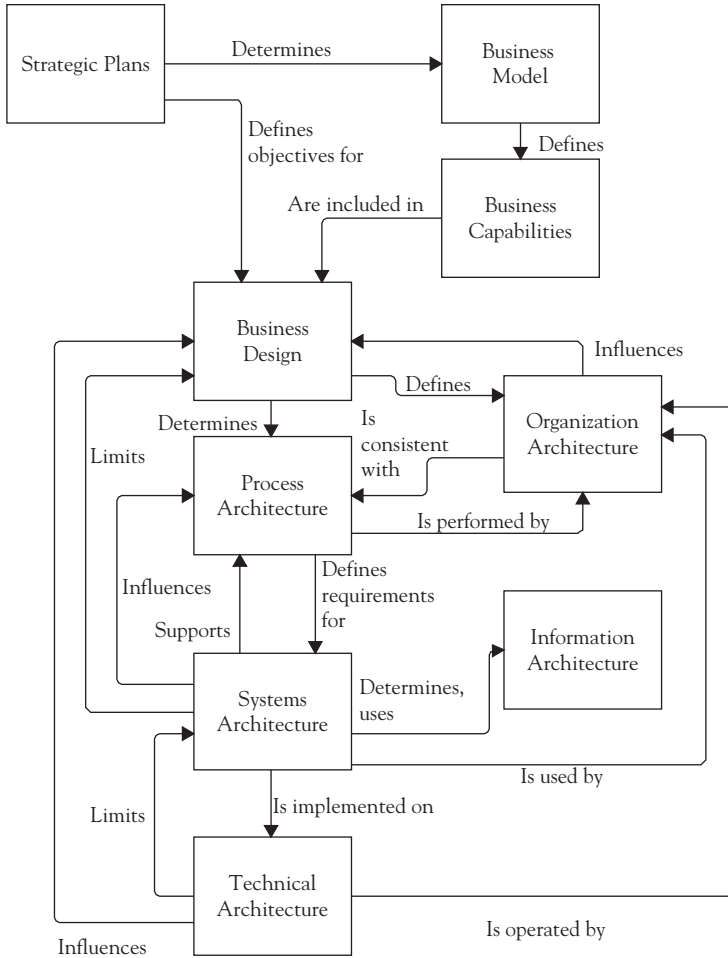 Strategic Plans
Determines
Business
Model
Defines
objectives for
Defines
Are included in
Business
Capabilities
Business
Design
Influences
Defines
Determines
Is
consistent
with
Organization
Architecture
Limits
Process
Architecture
Is performed by
Influences
Defines
requirements
for
Supports
Information
Architecture
Systems
Architecture
Determines,
uses
Is used by
Is implemented on
Limits
Technical
Architecture
Is operated by
Influences